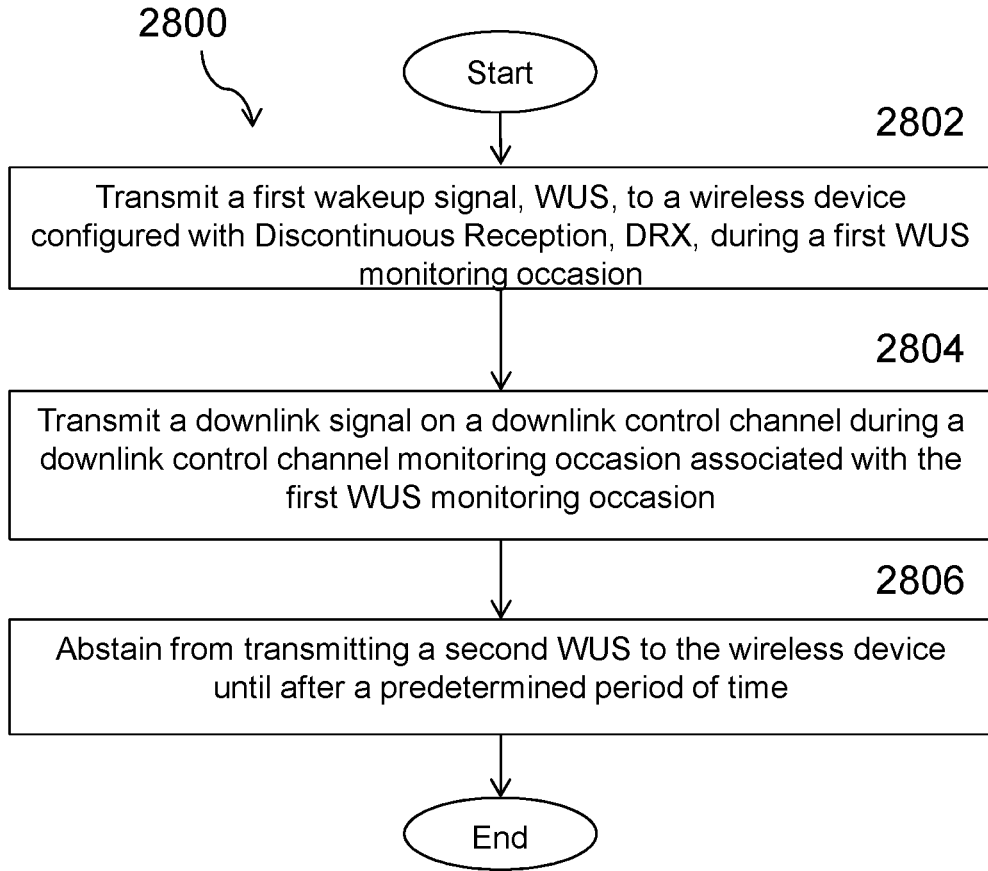 2800
Start
2802
Transmit a first wakeup signal, WUS, to a wireless device
configured with Discontinuous Reception, DRX, during a first WUS
monitoring occasion
2804
Transmit a downlink signal on a downlink control channel during a
downlink control channel monitoring occasion associated with the
first WUS monitoring occasion
2806
Abstain from transmitting a second WUS to the wireless device
until after a predetermined period of time
End